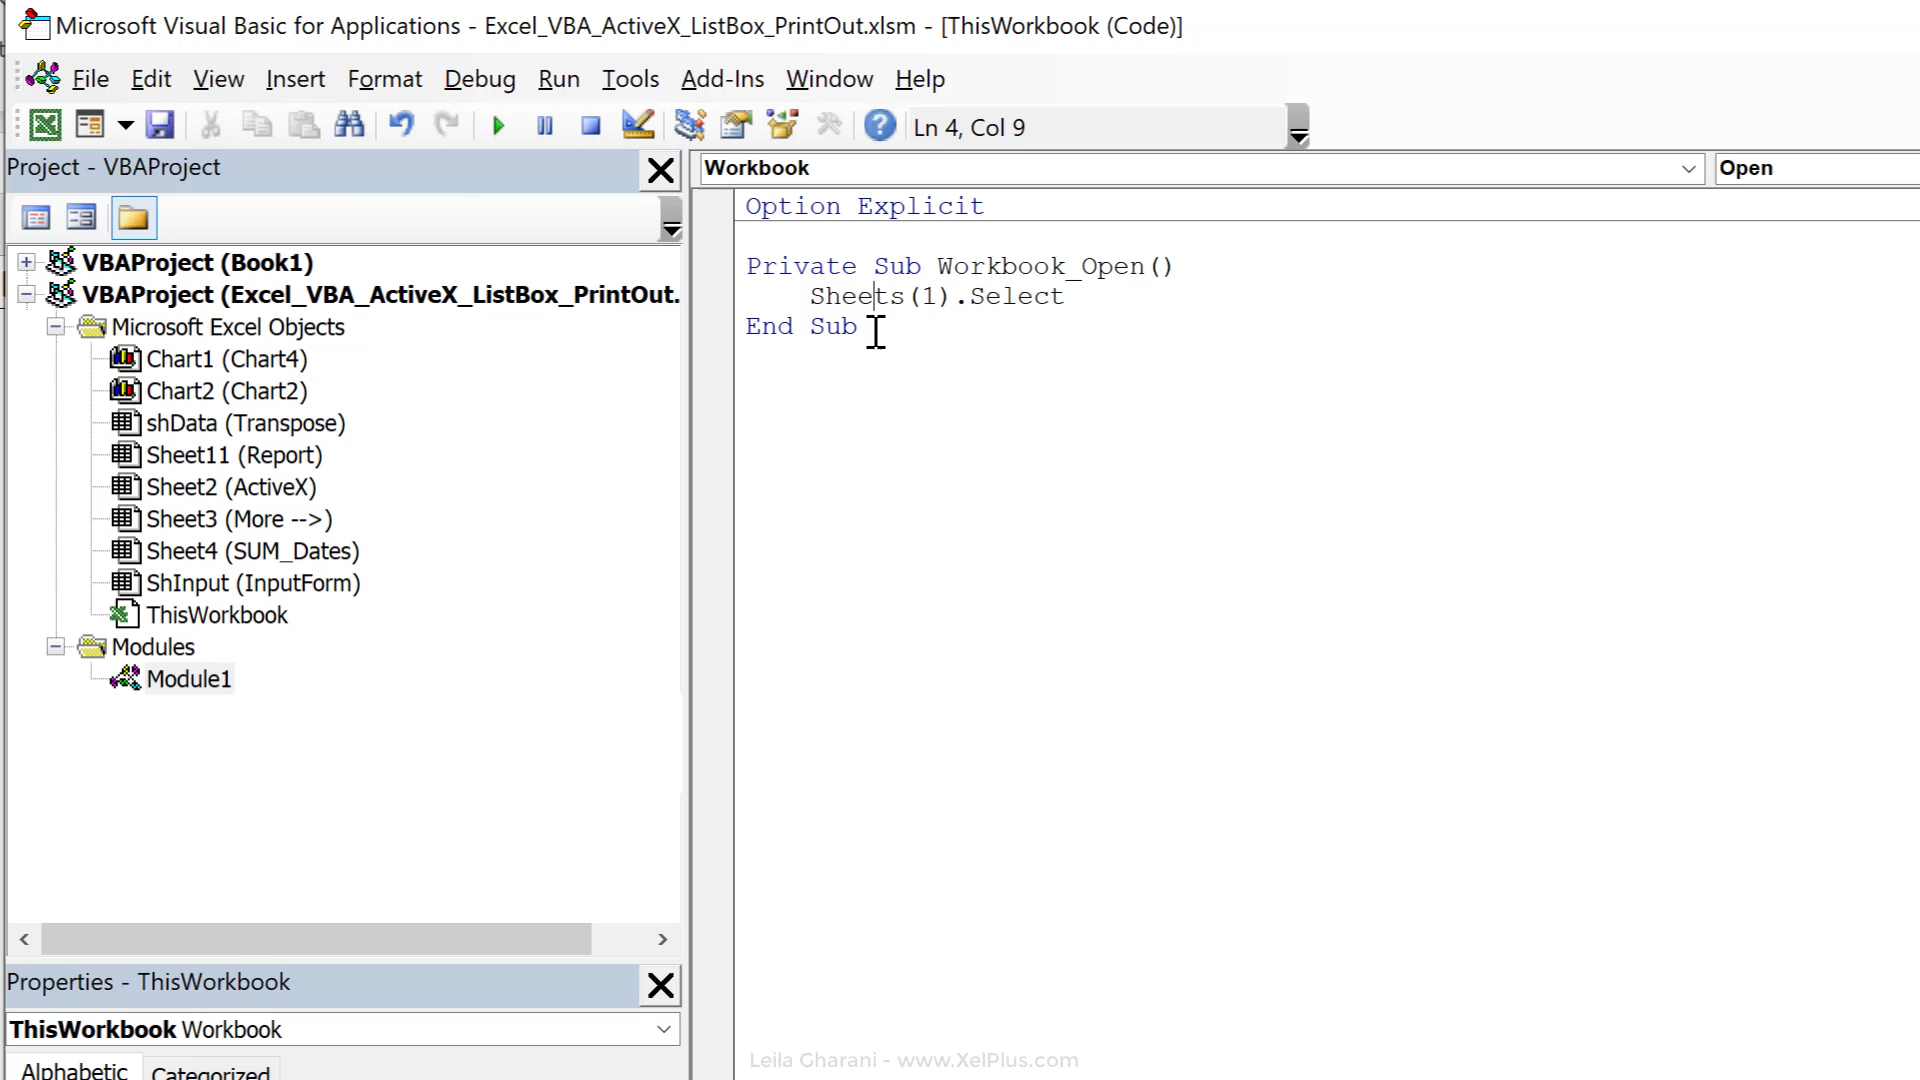 Microsoft Visual Basic for Applications - Excel_VBA_ActiveX_ListBox_PrintOut.xlsm - [ThisWorkbook (Code)]
File Edit View Insert Format Debug Run Tools Add-Ins Window Help
Ln 4, Col 9
Project - VBAProject
Workbook
Open
VBAProject (Book1)
VBAProject (Excel_VBA_ActiveX_ListBox_PrintOut.
Microsoft Excel Objects
Chart1 (Chart4)
Chart2 (Chart2)
shData (Transpose)
Sheet11 (Report)
Sheet2 (ActiveX)
Sheet3 (More -->)
Sheet4 (SUM_Dates)
ShInput (InputForm)
ThisWorkbook
Modules
Module1
Option Explicit
Private Sub Workbook_Open()
Sheets(1).Select
End Sub
Properties - ThisWorkbook
ThisWorkbook Workbook
Alphabetic
Categorized
Leila Gharani - www.XelPlus.com